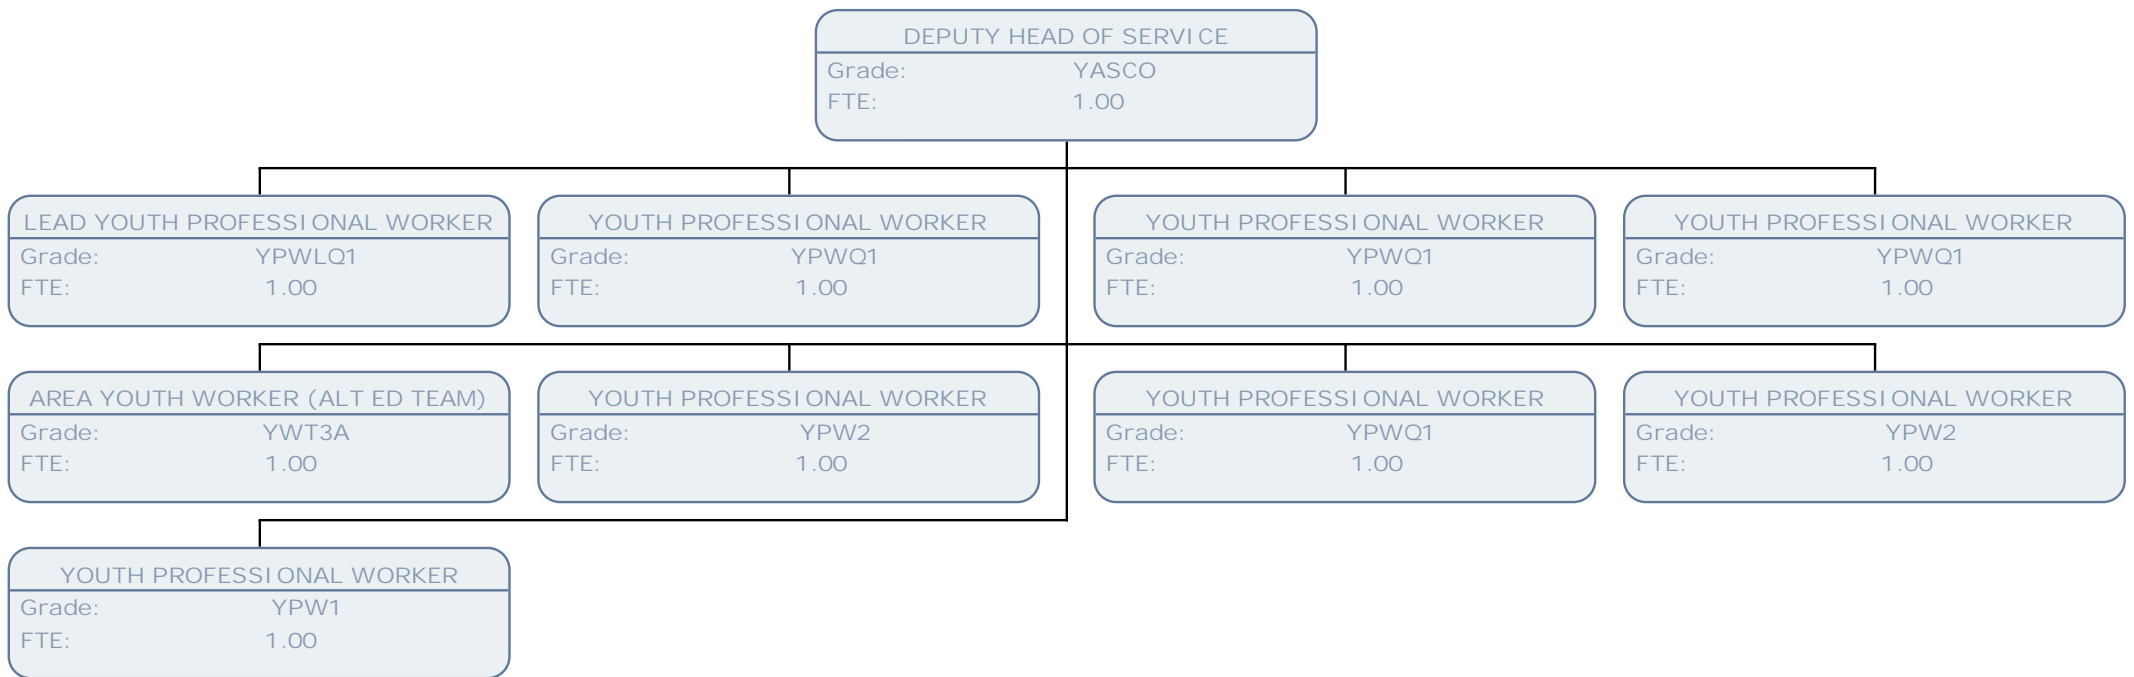 DEPUTY HEAD OF SERVICE
Grade: YASCO
FTE: 1.00
LEAD YOUTH PROFESSIONAL WORKER
Grade: YPWLQ1
FTE: 1.00
YOUTH PROFESSIONAL WORKER
Grade: YPWQ1
FTE: 1.00
YOUTH PROFESSIONAL WORKER
Grade: YPWQ1
FTE: 1.00
YOUTH PROFESSIONAL WORKER
Grade: YPWQ1
FTE: 1.00
AREA YOUTH WORKER (ALT ED TEAM)
Grade: YWT3A
FTE: 1.00
YOUTH PROFESSIONAL WORKER
Grade: YPW2
FTE: 1.00
YOUTH PROFESSIONAL WORKER
Grade: YPWQ1
FTE: 1.00
YOUTH PROFESSIONAL WORKER
Grade: YPW2
FTE: 1.00
YOUTH PROFESSIONAL WORKER
Grade: YPW1
FTE: 1.00